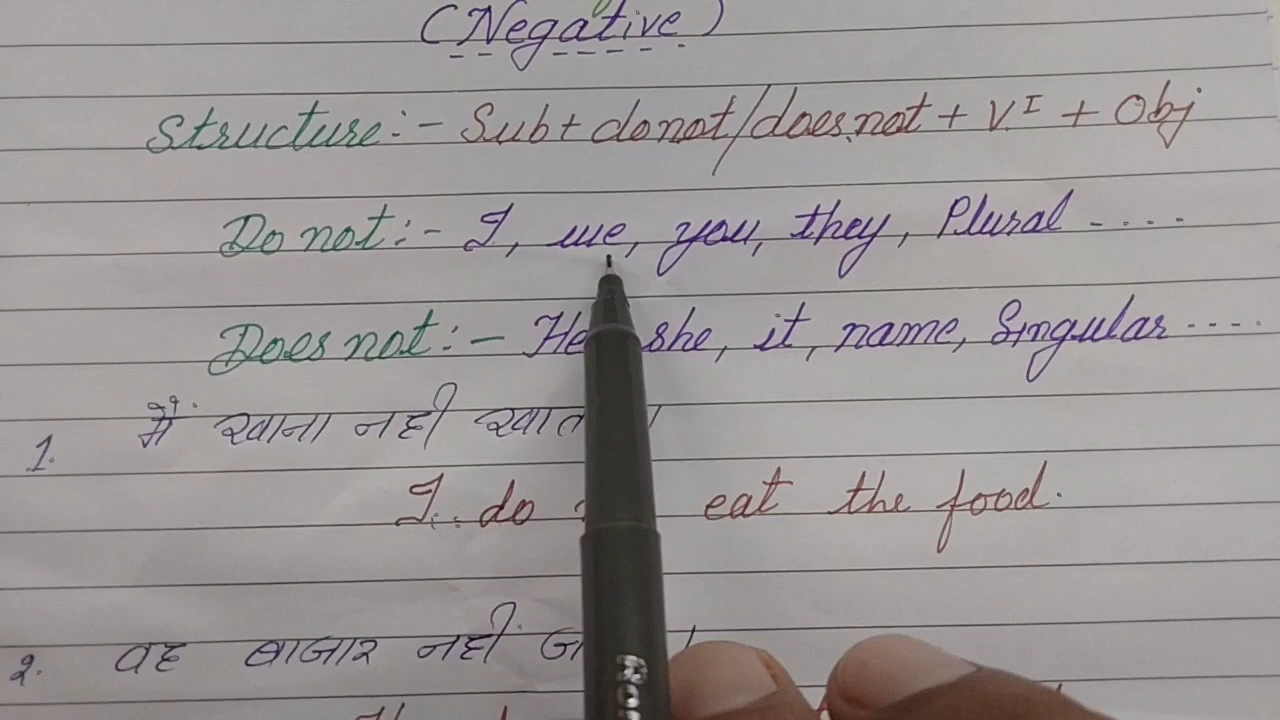 (Negative)
Structure:- Sub + do not/does not + V I + Obj
Do not:- I, we, you, they, Plural ----
Does not:- He she, it, name, Singular ----
1. मैं खाना नही
I do eat the food.
2. वह बाजार नहीं